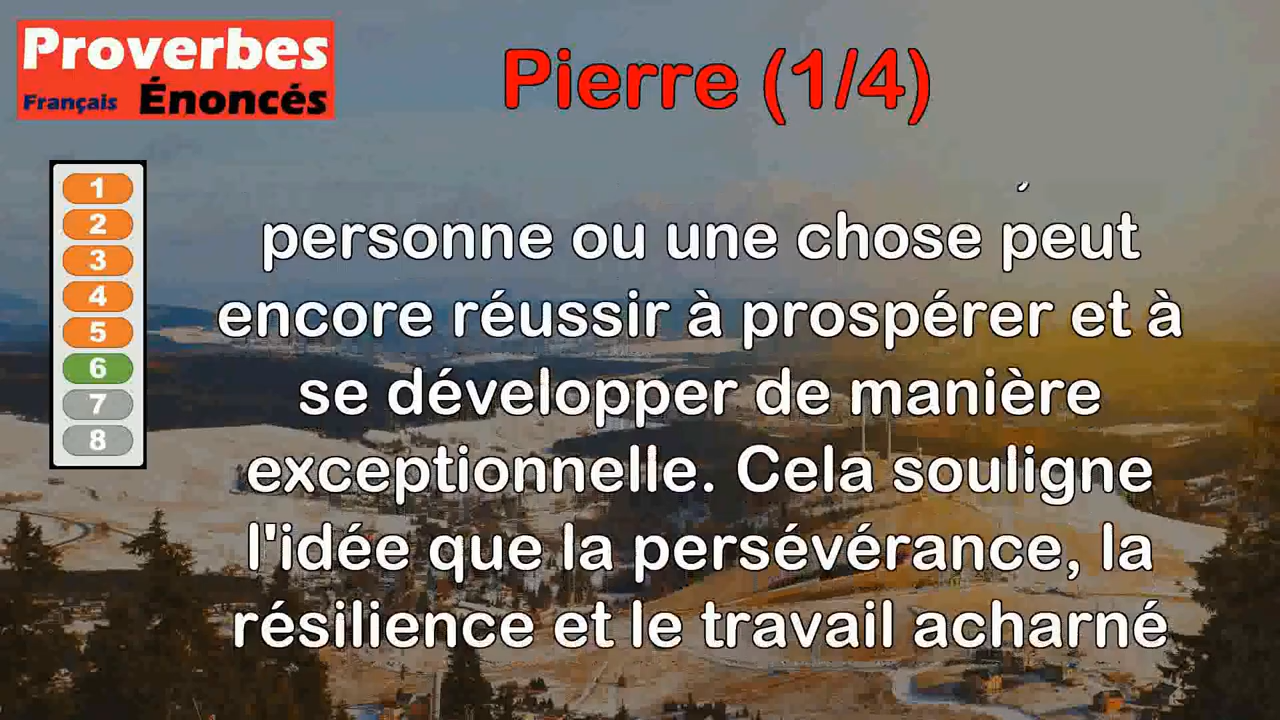 Proverbes
Français Énoncés
Pierre (1/4)
1
2
3
4
5
6
7
8
personne ou une chose peut
encore réussir à prospérer et à
se développer de manière
exceptionnelle. Cela souligne
l'idée que la persévérance, la
résilience et le travail acharné